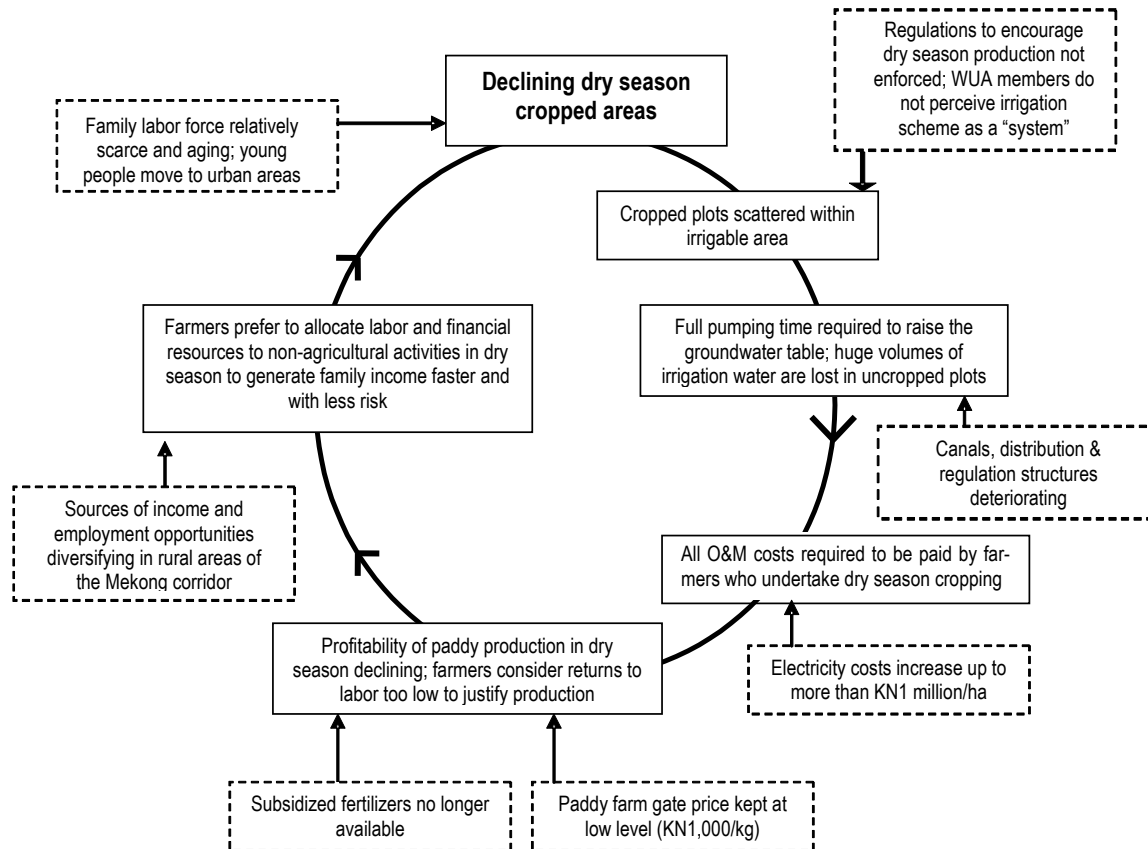 Regulations to encourage
dry season production not
enforced; WUA members do
not perceive irrigation
scheme as a “system”
Declining dry season
cropped areas
Family labor force relatively
scarce and aging; young
people move to urban areas
Cropped plots scattered within
irrigable area
Farmers prefer to allocate labor and financial
resources to non-agricultural activities in dry
season to generate family income faster and
with less risk
Full pumping time required to raise the
groundwater table; huge volumes of
irrigation water are lost in uncropped plots
Canals, distribution &
regulation structures
deteriorating
Sources of income and
employment opportunities
diversifying in rural areas of
the Mekong corridor
All O&M costs required to be paid by far-
mers who undertake dry season cropping
Profitability of paddy production in dry
season declining; farmers consider returns to
labor too low to justify production
Electricity costs increase up to
more than KN1 million/ha
Subsidized fertilizers no longer
available
Paddy farm gate price kept at
low level (KN1,000/kg)